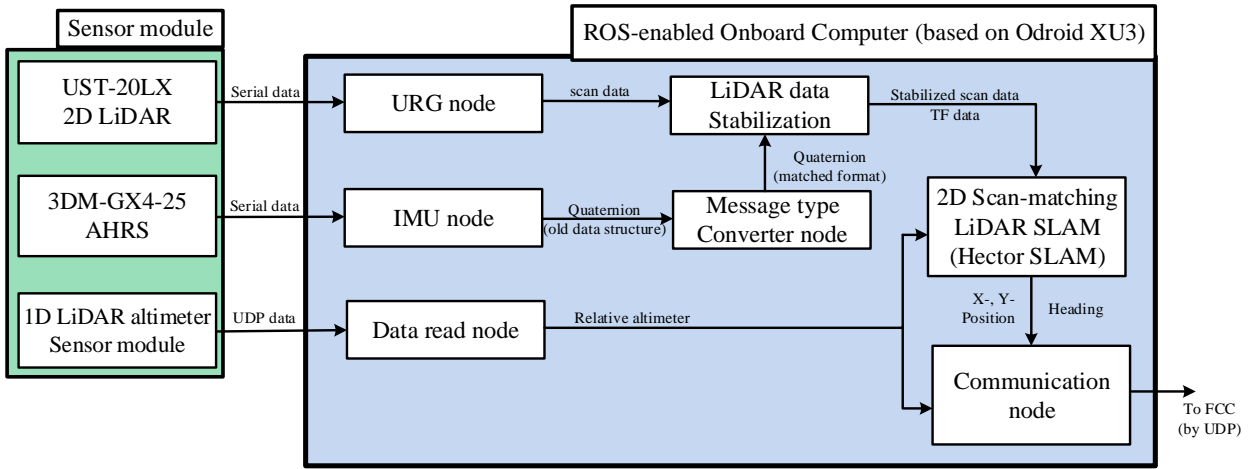 Sensor module
ROS-enabled Onboard Computer (based on Odroid XU3)
UST-20LX
2D LiDAR
Serial data
URG node
scan data
LiDAR data
Stabilization
Stabilized scan data
TF data
Quaternion
(matched format)
3DM-GX4-25
AHRS
Serial data
IMU node
Quaternion
(old data structure)
Message type
Converter node
2D Scan-matching
LiDAR SLAM
(Hector SLAM)
1D LiDAR altimeter
Sensor module
UDP data
Data read node
Relative altimeter
X-, Y-
Position
Heading
Communication
node
To FCC
(by UDP)